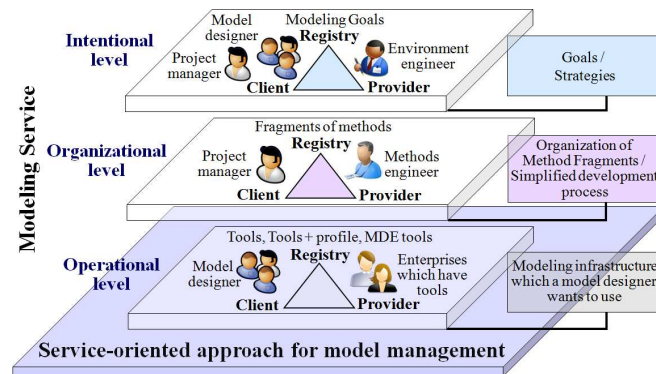 Modeling Service
Intentional
level
Model
designer
Project
manager
Modeling Goals
Registry
Client
Provider
Environment
engineer
Goals /
Strategies
Organizational
level
Fragments of methods
Registry
Project
manager
Methods
engineer
Client
Provider
Organization of
Method Fragments /
Simplified development
process
Operational
level
Tools, Tools + profile, MDE tools
Registry
Model
designer
Enterprises
which have
tools
Client
Provider
Modeling infrastructure
which a model designer
wants to use
Service-oriented approach for model management